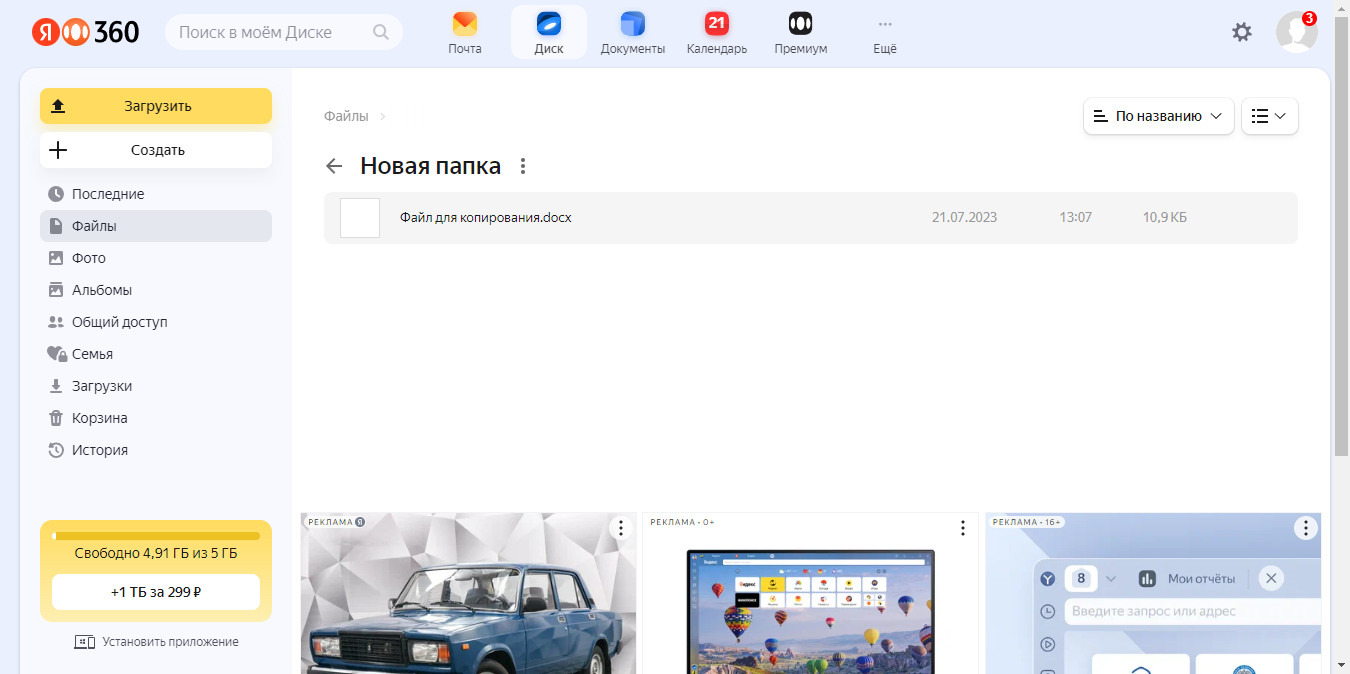 Я 360
Поиск в моём Диске
Почта
Диск
Документы
21
Календарь
Премиум
Ещё
3
Загрузить
Создать
Последние
Файлы
Фото
Альбомы
Общий доступ
Семья
Загрузки
Корзина
История
Свободно 4,91 ГБ из 5 ГБ
+1 ТБ за 299 ₽
Установить приложение
Файлы
По названию
Новая папка
Файл для копирования.docx 21.07.2023 13:07 10,9 КБ
РЕКЛАМА Я
РЕКЛАМА • 0+
Яндекс
РЕКЛАМА • 16+
8 Мои отчёты
Введите запрос или адрес